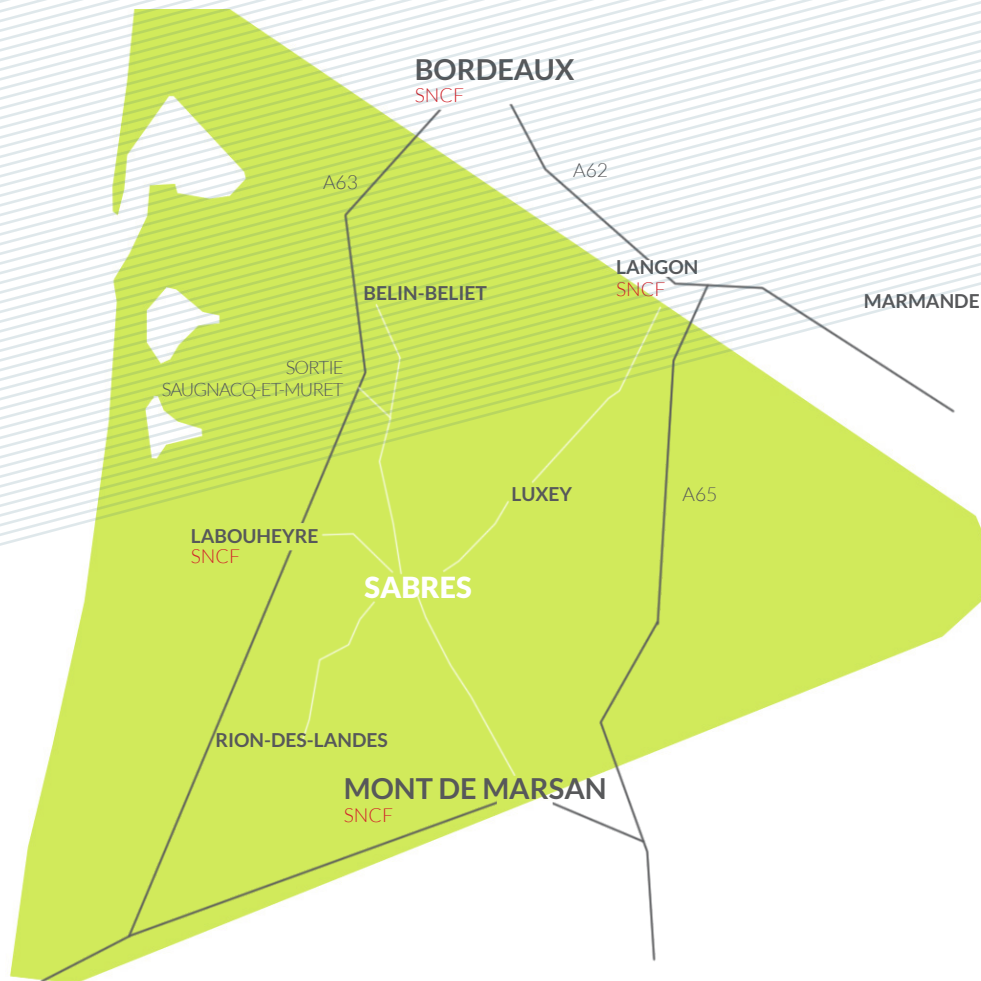 BORDEAUX
SNCF
A62
A63
LANGON
SNCF
BELIN-BELIET
MARMANDE
SORTIE
SAUGNACQ-ET-MURET
LUXEY
A65
LABOUHEYRE
SNCF
SABRES
RION-DES-LANDES
MONT DE MARSAN
SNCF